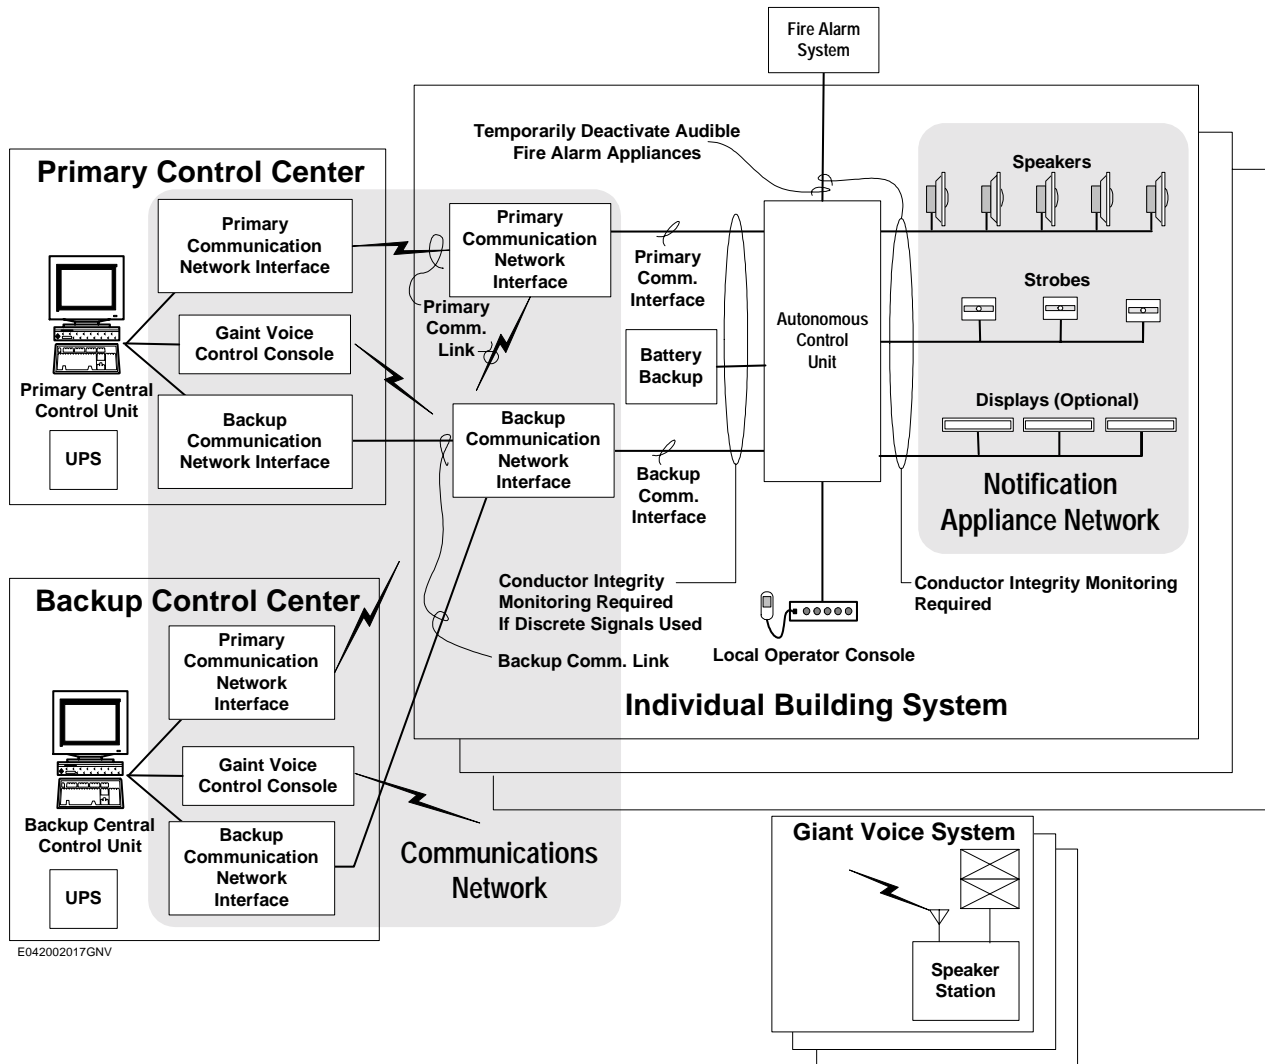 Fire Alarm
System
Temporarily Deactivate Audible
Fire Alarm Appliances
Primary Control Center
Primary
Communication
Network Interface
Gaint Voice
Control Console
Backup
Communication
Network Interface
Primary Central
Control Unit
UPS
Primary
Communication
Network
Interface
Primary
Comm.
Link
Backup
Communication
Network
Interface
Primary
Comm.
Interface
Battery
Backup
Backup
Comm.
Interface
Autonomous
Control
Unit
Speakers
Strobes
Displays (Optional)
Notification
Appliance Network
Conductor Integrity
Monitoring Required
If Discrete Signals Used
Backup Comm. Link
Conductor Integrity Monitoring
Required
Local Operator Console
Individual Building System
Backup Control Center
Primary
Communication
Network
Interface
Gaint Voice
Control Console
Backup
Communication
Network
Interface
Backup Central
Control Unit
UPS
Communications
Network
E042002017GNV
Giant Voice System
Speaker
Station